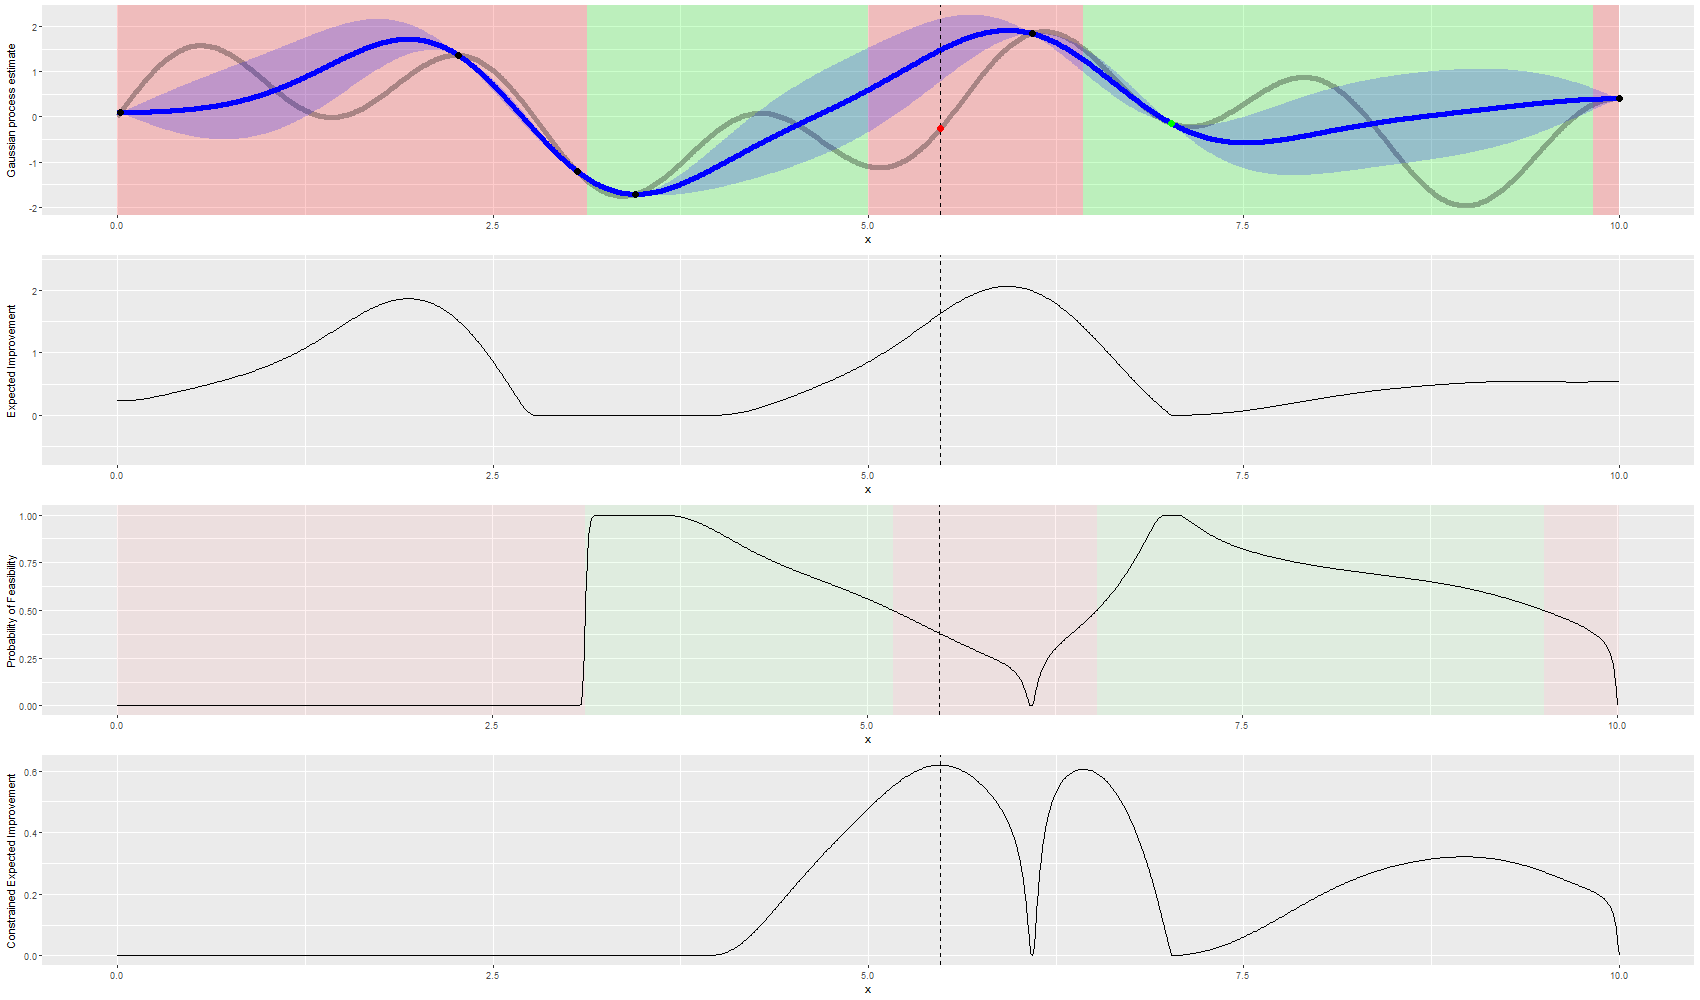 Gaussian process estimate
2
1
0
-1
-2
0.0 2.5 5.0 7.5 10.0
x
Expected Improvement
2
1
0
0.0 2.5 5.0 7.5 10.0
x
Probability of Feasibility
1.00
0.75
0.50
0.25
0.00
0.0 2.5 5.0 7.5 10.0
x
Constrained Expected Improvement
0.6
0.4
0.2
0.0
0.0 2.5 5.0 7.5 10.0
x